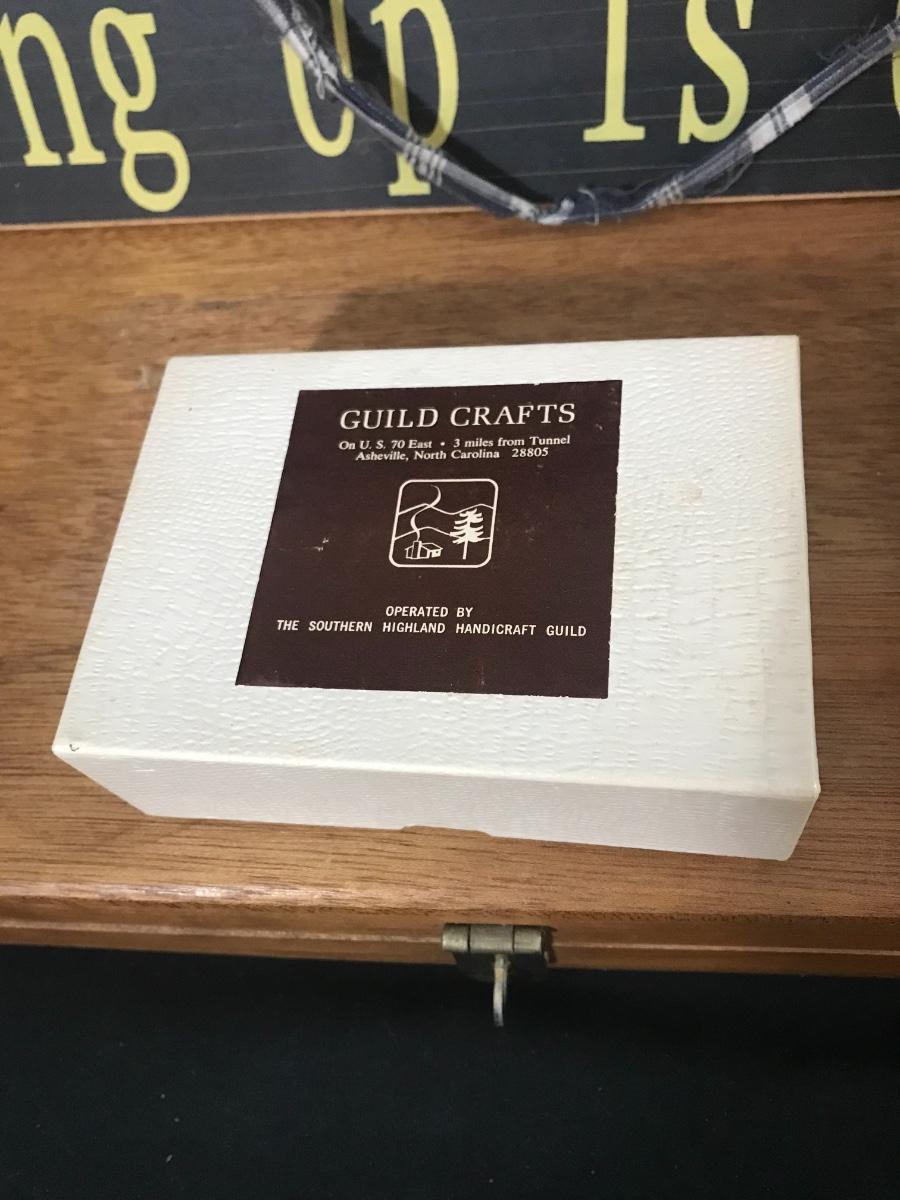 ng Up Is
GUILD CRAFTS
On U. S. 70 East • 3 miles from Tunnel
Asheville, North Carolina 28805
OPERATED BY
THE SOUTHERN HIGHLAND HANDICRAFT GUILD